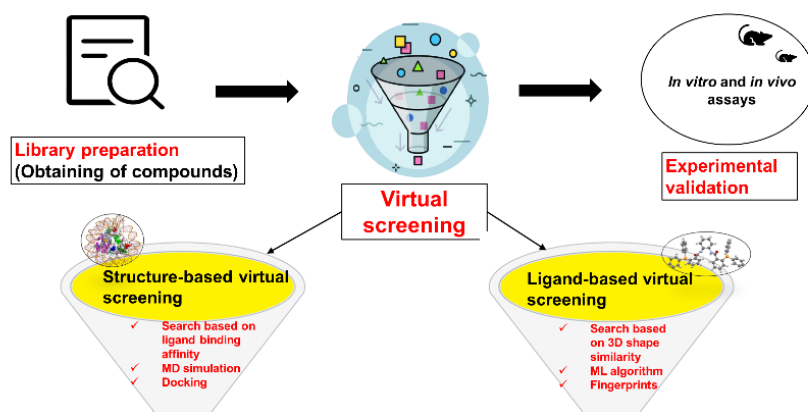 In vitro and in vivo
assays
Library preparation
(Obtaining of compounds)
Virtual
screening
Experimental
validation
Structure-based virtual
screening
✓ Search based on
ligand binding
affinity
✓ MD simulation
✓ Docking
Ligand-based virtual
screening
✓ Search based
on 3D shape
similarity
✓ ML algorithm
✓ Fingerprints